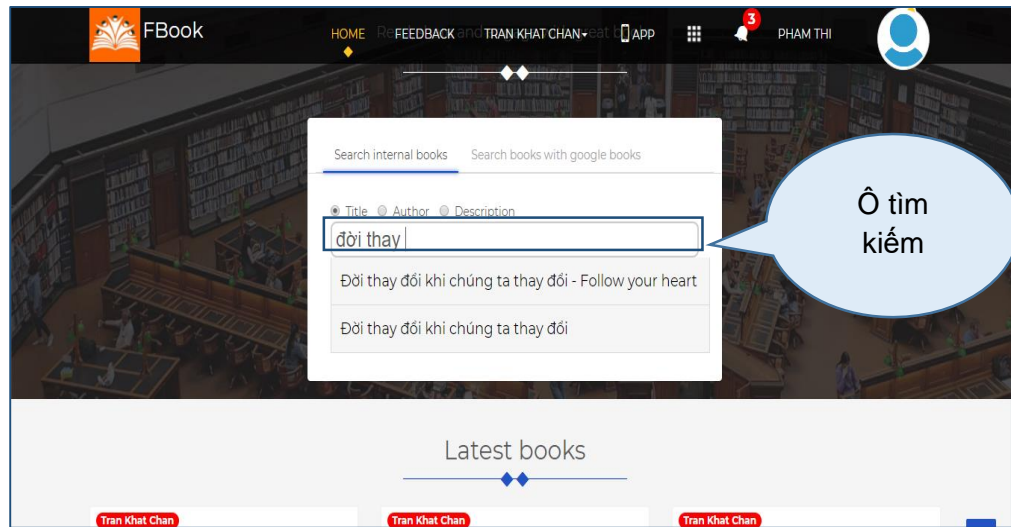 FBook
HOME FEEDBACK TRAN KHAT CHAN APP 3 PHAM THI
Search internal books Search books with google books
Title Author Description
đời thay
Đời thay đổi khi chúng ta thay đổi - Follow your heart
Đời thay đổi khi chúng ta thay đổi
Ô tìm
kiếm
Latest books
Tran Khat Chan Tran Khat Chan Tran Khat Chan